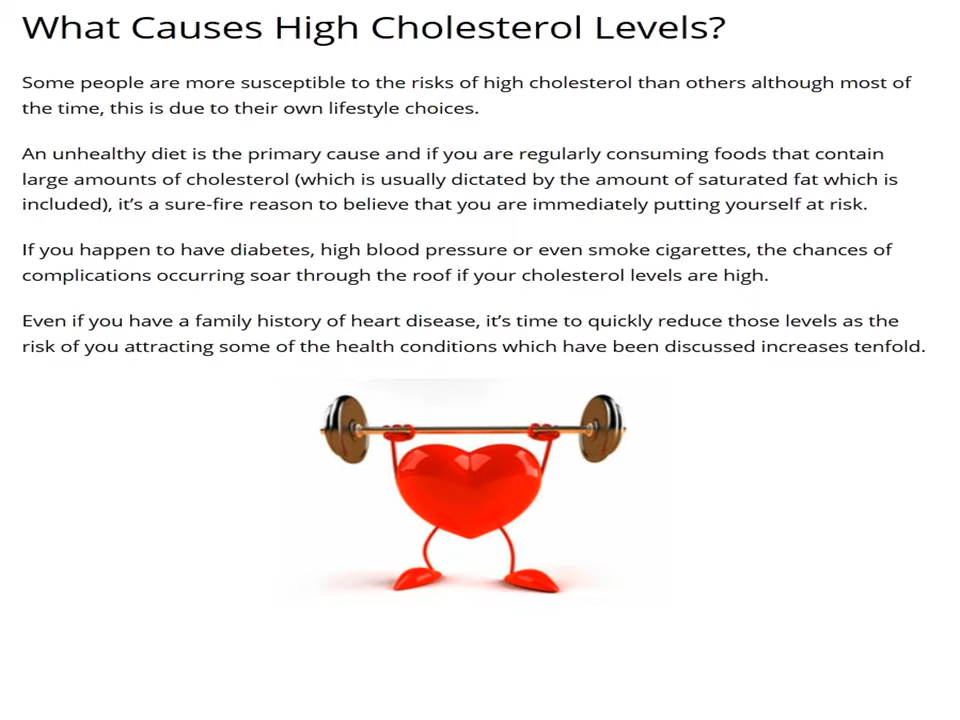 What Causes High Cholesterol Levels?
Some people are more susceptible to the risks of high cholesterol than others although most of
the time, this is due to their own lifestyle choices.
An unhealthy diet is the primary cause and if you are regularly consuming foods that contain
large amounts of cholesterol (which is usually dictated by the amount of saturated fat which is
included), it’s a sure-fire reason to believe that you are immediately putting yourself at risk.
If you happen to have diabetes, high blood pressure or even smoke cigarettes, the chances of
complications occurring soar through the roof if your cholesterol levels are high.
Even if you have a family history of heart disease, it’s time to quickly reduce those levels as the
risk of you attracting some of the health conditions which have been discussed increases tenfold.